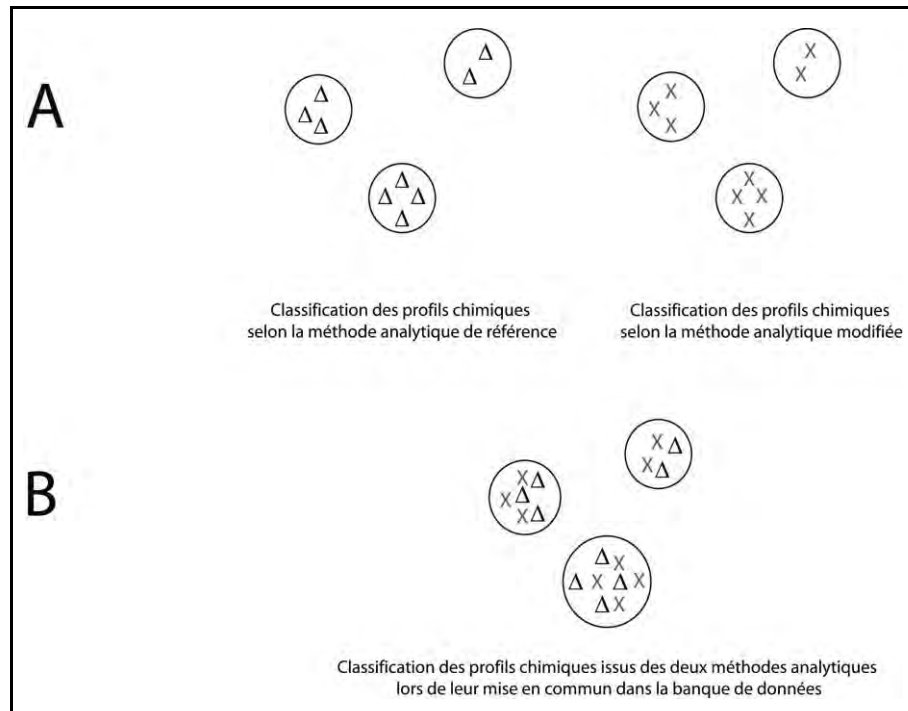 A
Classification des profils chimiques
selon la méthode analytique de référence
Classification des profils chimiques
selon la méthode analytique modifiée
B
Classification des profils chimiques issus des deux méthodes analytiques
lors de leur mise en commun dans la banque de données